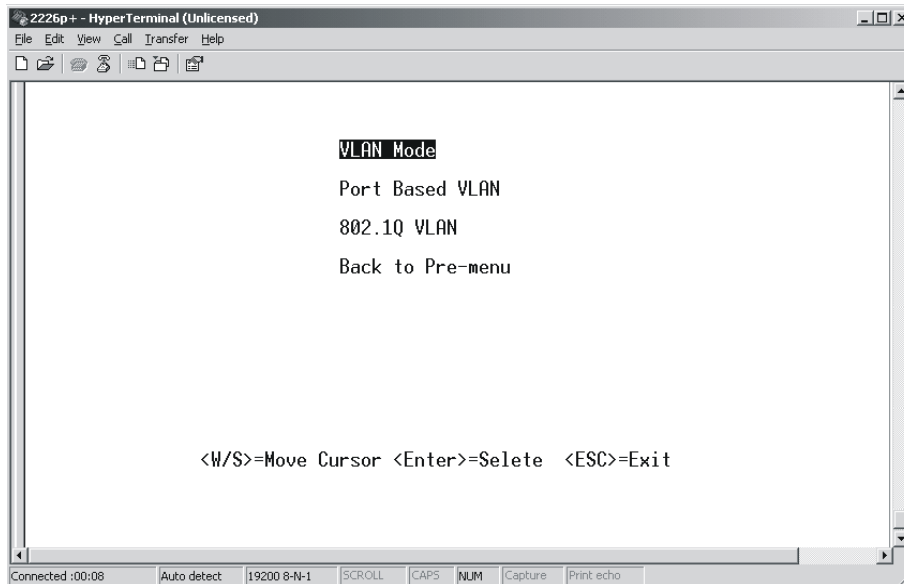 2226p+ - HyperTerminal (Unlicensed)
File Edit View Call Transfer Help
VLAN Mode
Port Based VLAN
802.1Q VLAN
Back to Pre-menu
<W/S>=Move Cursor <Enter>=Selete <ESC>=Exit
Connected :00:08 Auto detect 19200 8-N-1 SCROLL CAPS NUM Capture Print echo